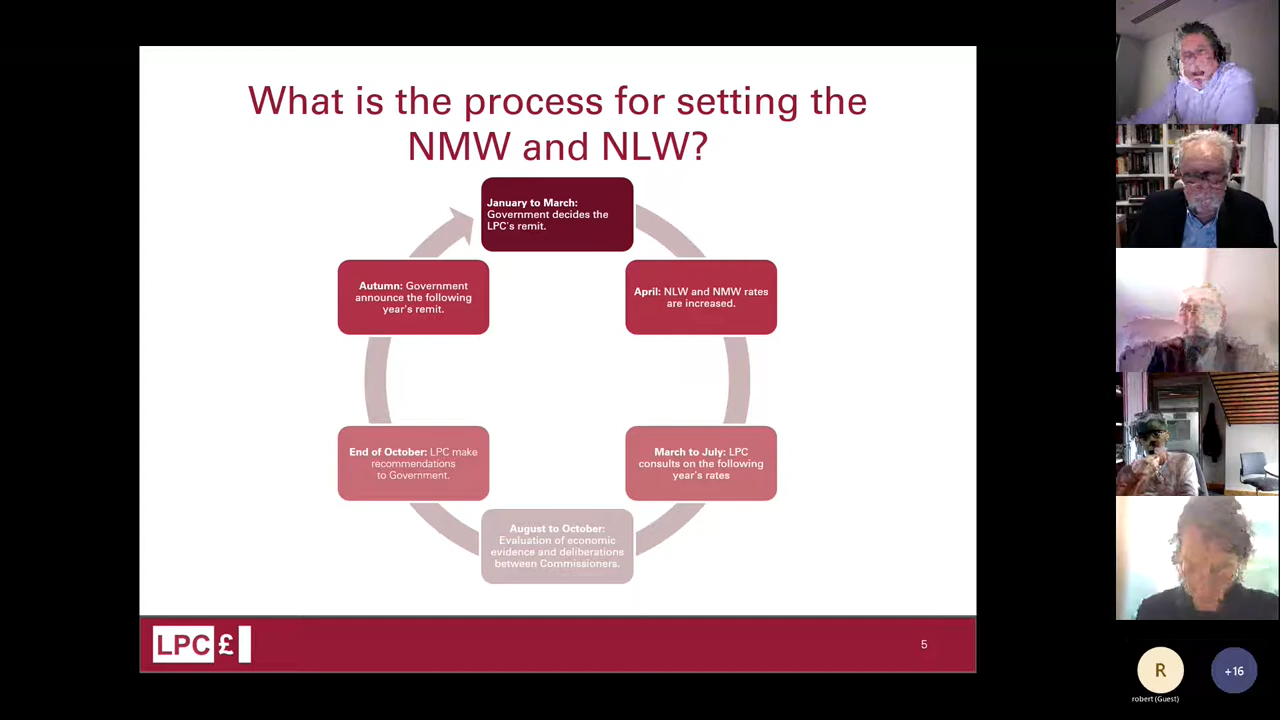 What is the process for setting the
NMW and NLW?
January to March:
Government decides the
LPC's remit.
April: NLW and NMW rates
are increased.
March to July: LPC
consults on the following
year's rates
August to October:
Evaluation of economic
evidence and deliberations
between Commissioners.
End of October: LPC make
recommendations
to Government.
Autumn: Government
announce the following
year's remit.
LPC £
5
R
robert (Guest)
+16